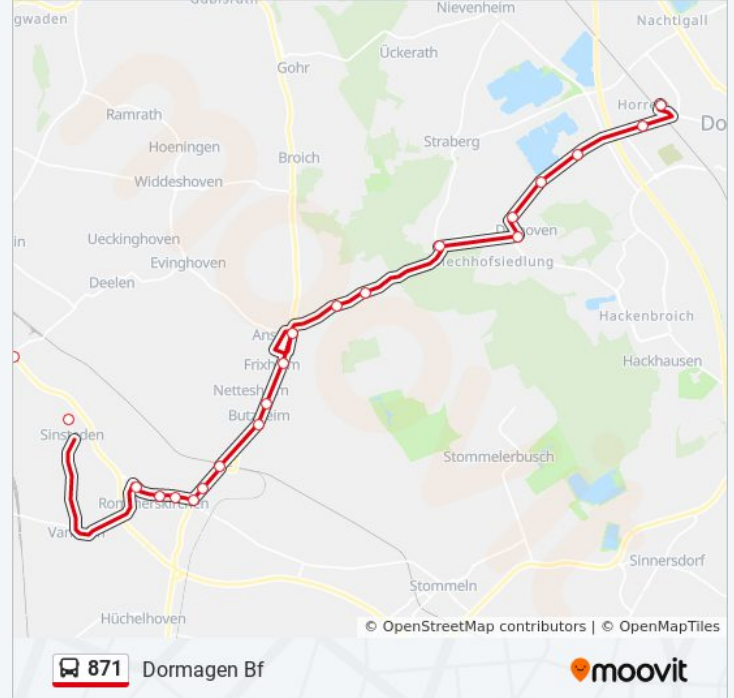 Nievenheim
gwaden
Nachtigall
Ückerath
Gohr
Ramrath
Straberg
Hoeningen
Broich
Widdeshoven
Ueckinghoven
Evinghoven
Deelen
Hackenbroich
Frixheim
Hackhausen
Sinsteden
Stommelerbusch
Sinnersdorf
Stommeln
Hüchelhoven
© OpenStreetMap contributors | © OpenMapTiles
871 Dormagen Bf
moovit